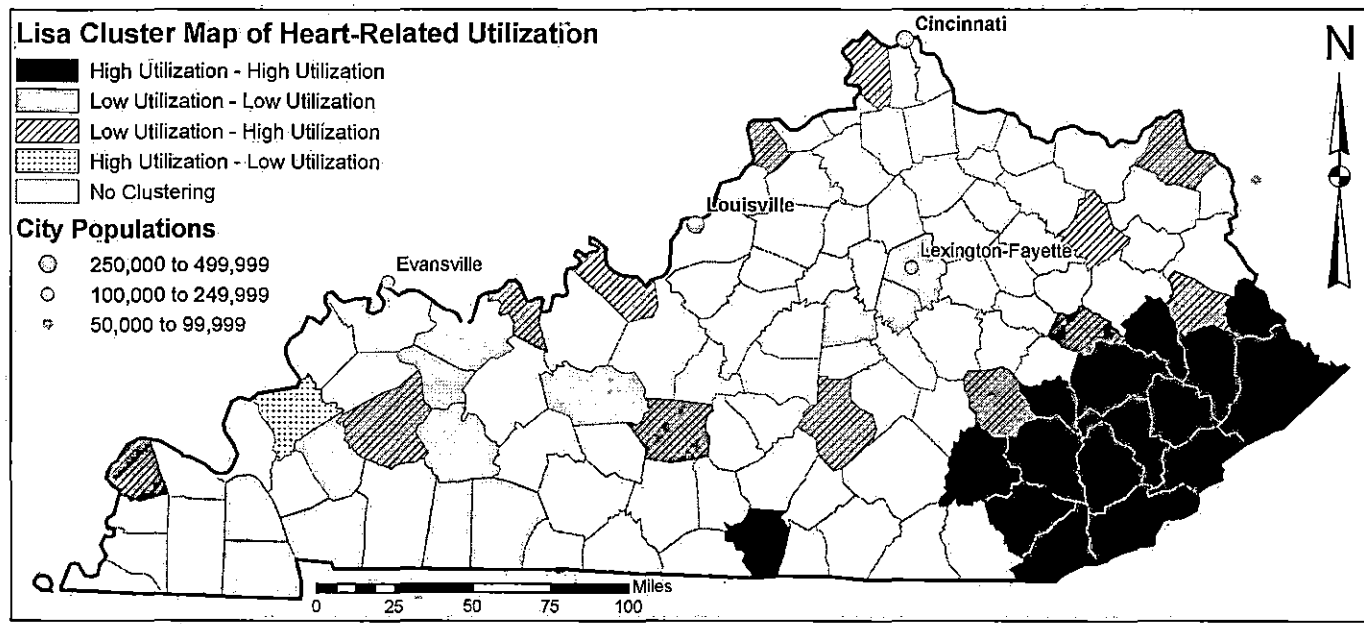 Lisa Cluster Map of Heart-Related Utilization
High Utilization - High Utilization
Low Utilization - Low Utilization
Low Utilization - High Utilization
High Utilization - Low Utilization
No Clustering
City Populations
250,000 to 499,999
100,000 to 249,999
50,000 to 99,999
Cincinnati
N
Louisville
Lexington-Fayette
Evansville
Miles
0 25 50 75 100